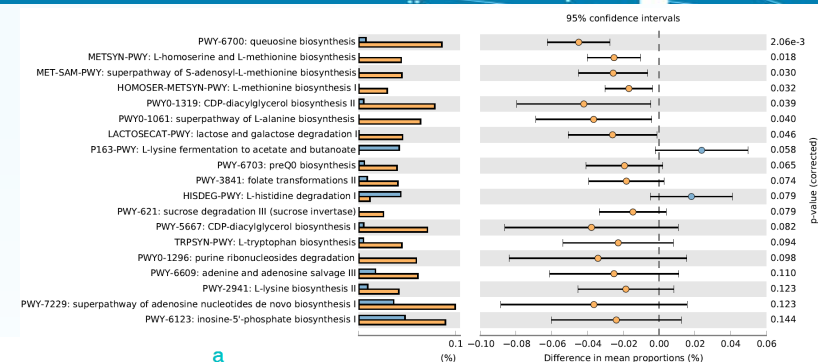 95% confidence intervals
PWY-6700: queuosine biosynthesis 2.06e-3
METSYN-PWY: L-homoserine and L-methionine biosynthesis 0.018
MET-SAM-PWY: superpathway of S-adenosyl-L-methionine biosynthesis 0.030
HOMOSER-METSYN-PWY: L-methionine biosynthesis I 0.032
PWY0-1319: CDP-diacylglycerol biosynthesis II 0.039
PWY0-1061: superpathway of L-alanine biosynthesis 0.040
LACTOSECAT-PWY: lactose and galactose degradation I 0.046
P163-PWY: L-lysine fermentation to acetate and butanoate 0.058
PWY-6703: preQ0 biosynthesis 0.065
PWY-3841: folate transformations II 0.074
HISDEG-PWY: L-histidine degradation I 0.079
PWY-621: sucrose degradation III (sucrose invertase) 0.079
PWY-5667: CDP-diacylglycerol biosynthesis I 0.082
TRPSYN-PWY: L-tryptophan biosynthesis 0.094
PWY0-1296: purine ribonucleosides degradation 0.098
PWY-6609: adenine and adenosine salvage III 0.110
PWY-2941: L-lysine biosynthesis II 0.123
PWY-7229: superpathway of adenosine nucleotides de novo biosynthesis I 0.123
PWY-6123: inosine-5'-phosphate biosynthesis I 0.144
p-value (corrected)
0.1 −0.10 −0.08 −0.06 −0.04 −0.02 0.00 0.02 0.04 0.06
(%) Difference in mean proportions (%)
a